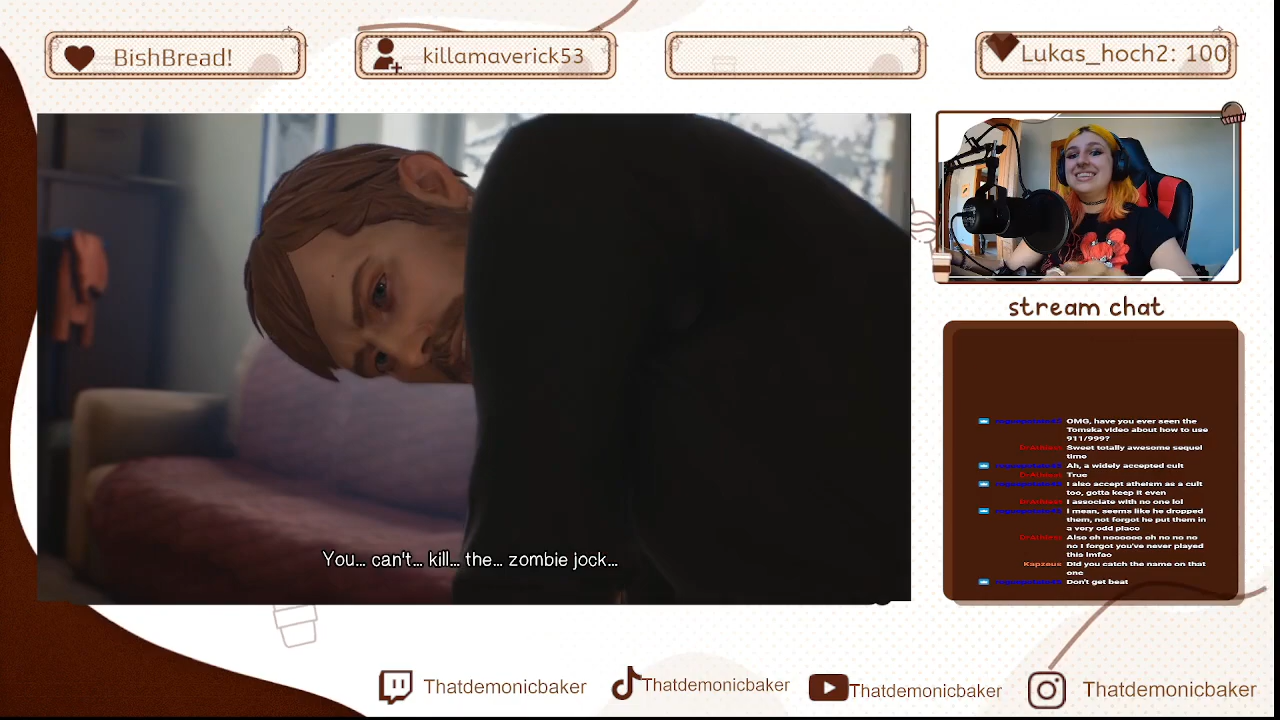 BishBread!
killamaverick53
Lukas_hoch2: 100
stream chat
OMG, have you ever seen the
Tomska video about how to use
911/999?
DrAthless: Sweet totally awesome sequel
time
Ah, a widely accepted cult
DrAthless: True
I also accept atheism as a cult
too, gotta keep it even
DrAthless: I associate with no one lol
I mean, seems like he dropped
them, not forgot he put them in
a very odd place
DrAthless: Also oh noooooo oh no no no
no I forgot you've never played
this lmfao
Kapzeus: Did you catch the name on that
one
Don't get beat
You... can't... kill... the... zombie jock...
Thatdemonicbaker
Thatdemonicbaker
Thatdemonicbaker
Thatdemonicbaker